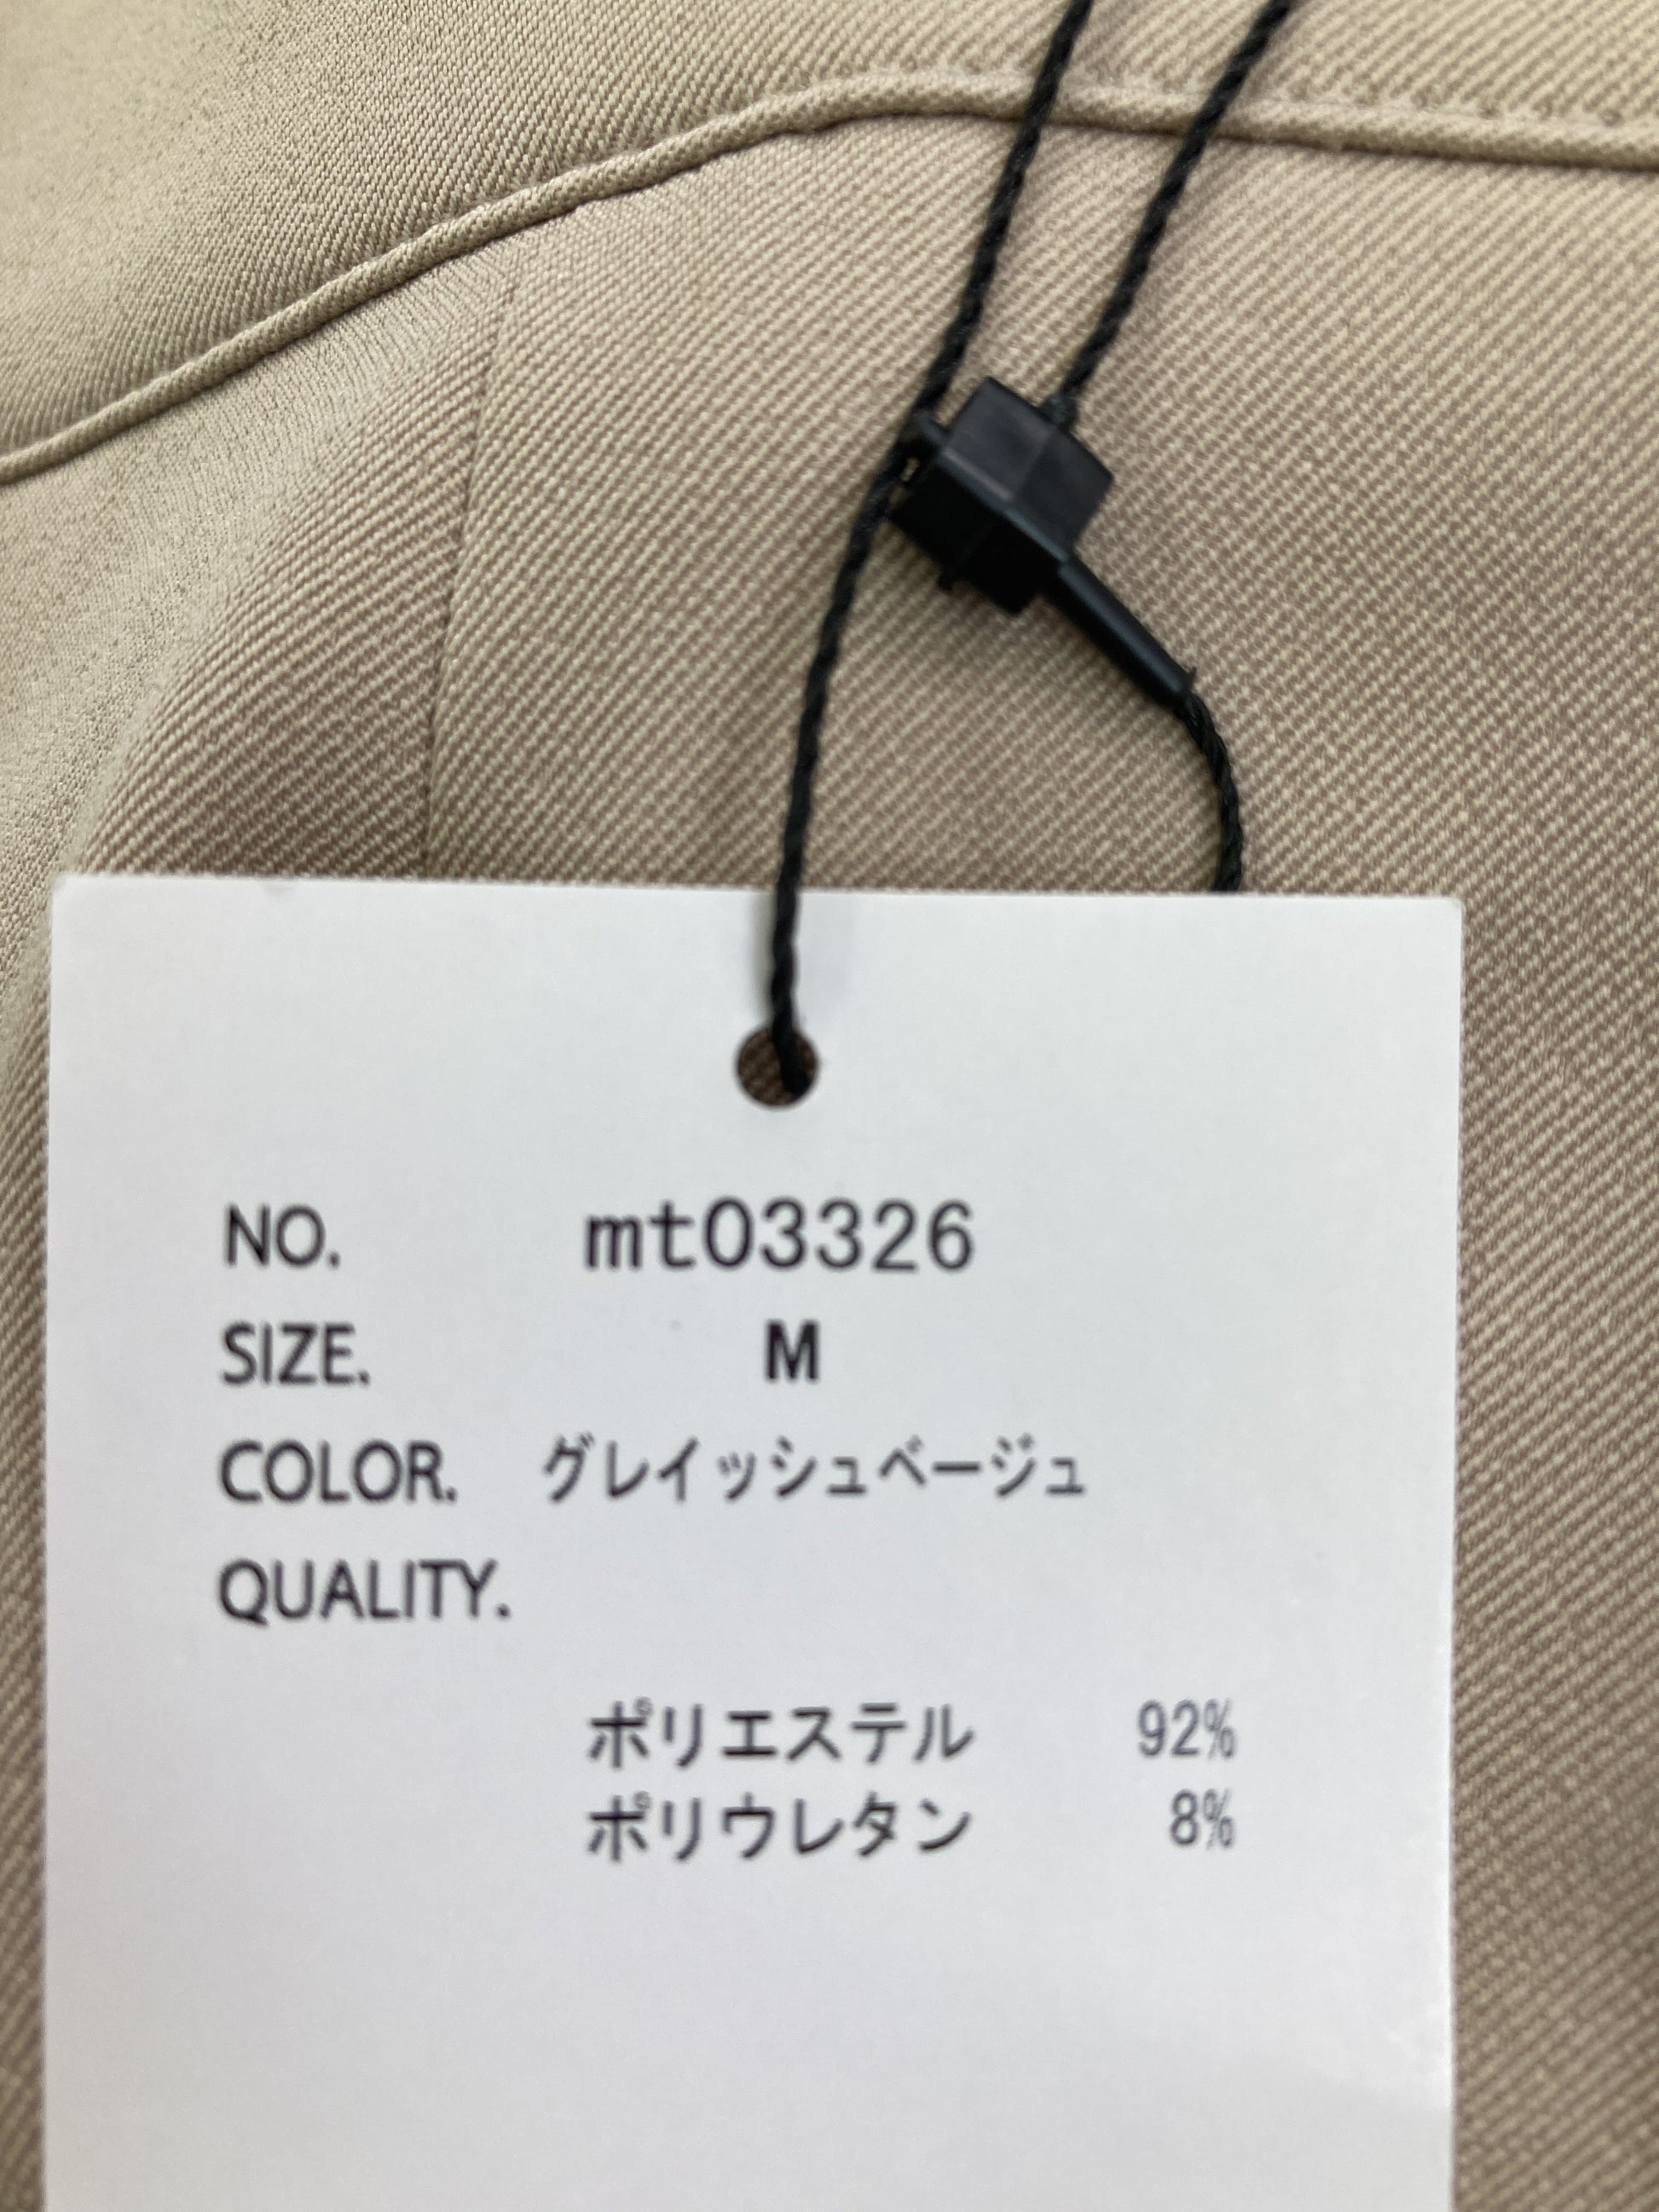 NO. mt03326
SIZE. M
COLOR. グレイッシュベージュ
QUALITY.
ポリエステル 92%
ポリウレタン 8%